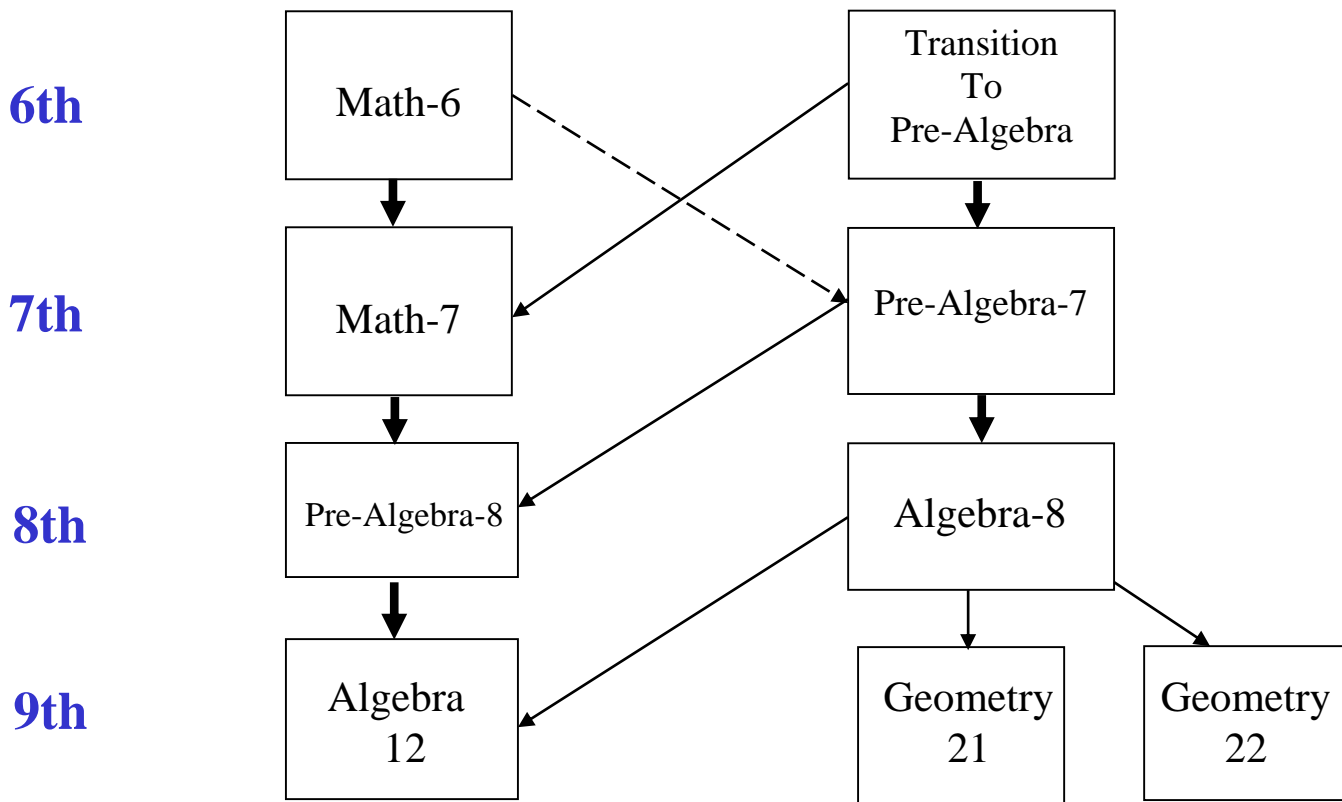 6th
Math-6
Transition
To
Pre-Algebra
7th
Math-7
Pre-Algebra-7
8th
Pre-Algebra-8
Algebra-8
9th
Algebra
12
Geometry
21
Geometry
22